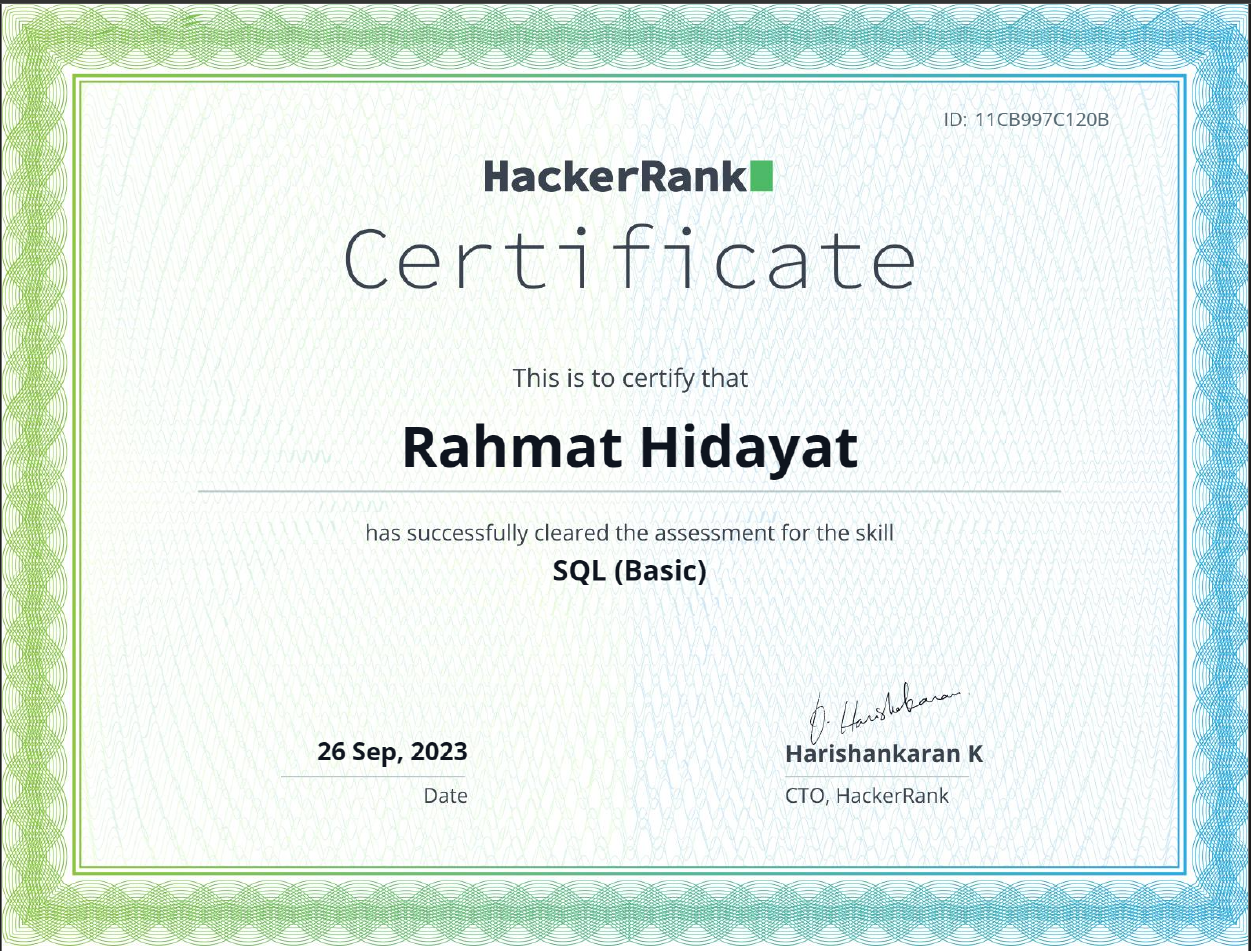 ID: 11CB997C120B
HackerRank
Certificate
This is to certify that
Rahmat Hidayat
has successfully cleared the assessment for the skill
SQL (Basic)
26 Sep, 2023
Date
Harishankaran K
CTO, HackerRank